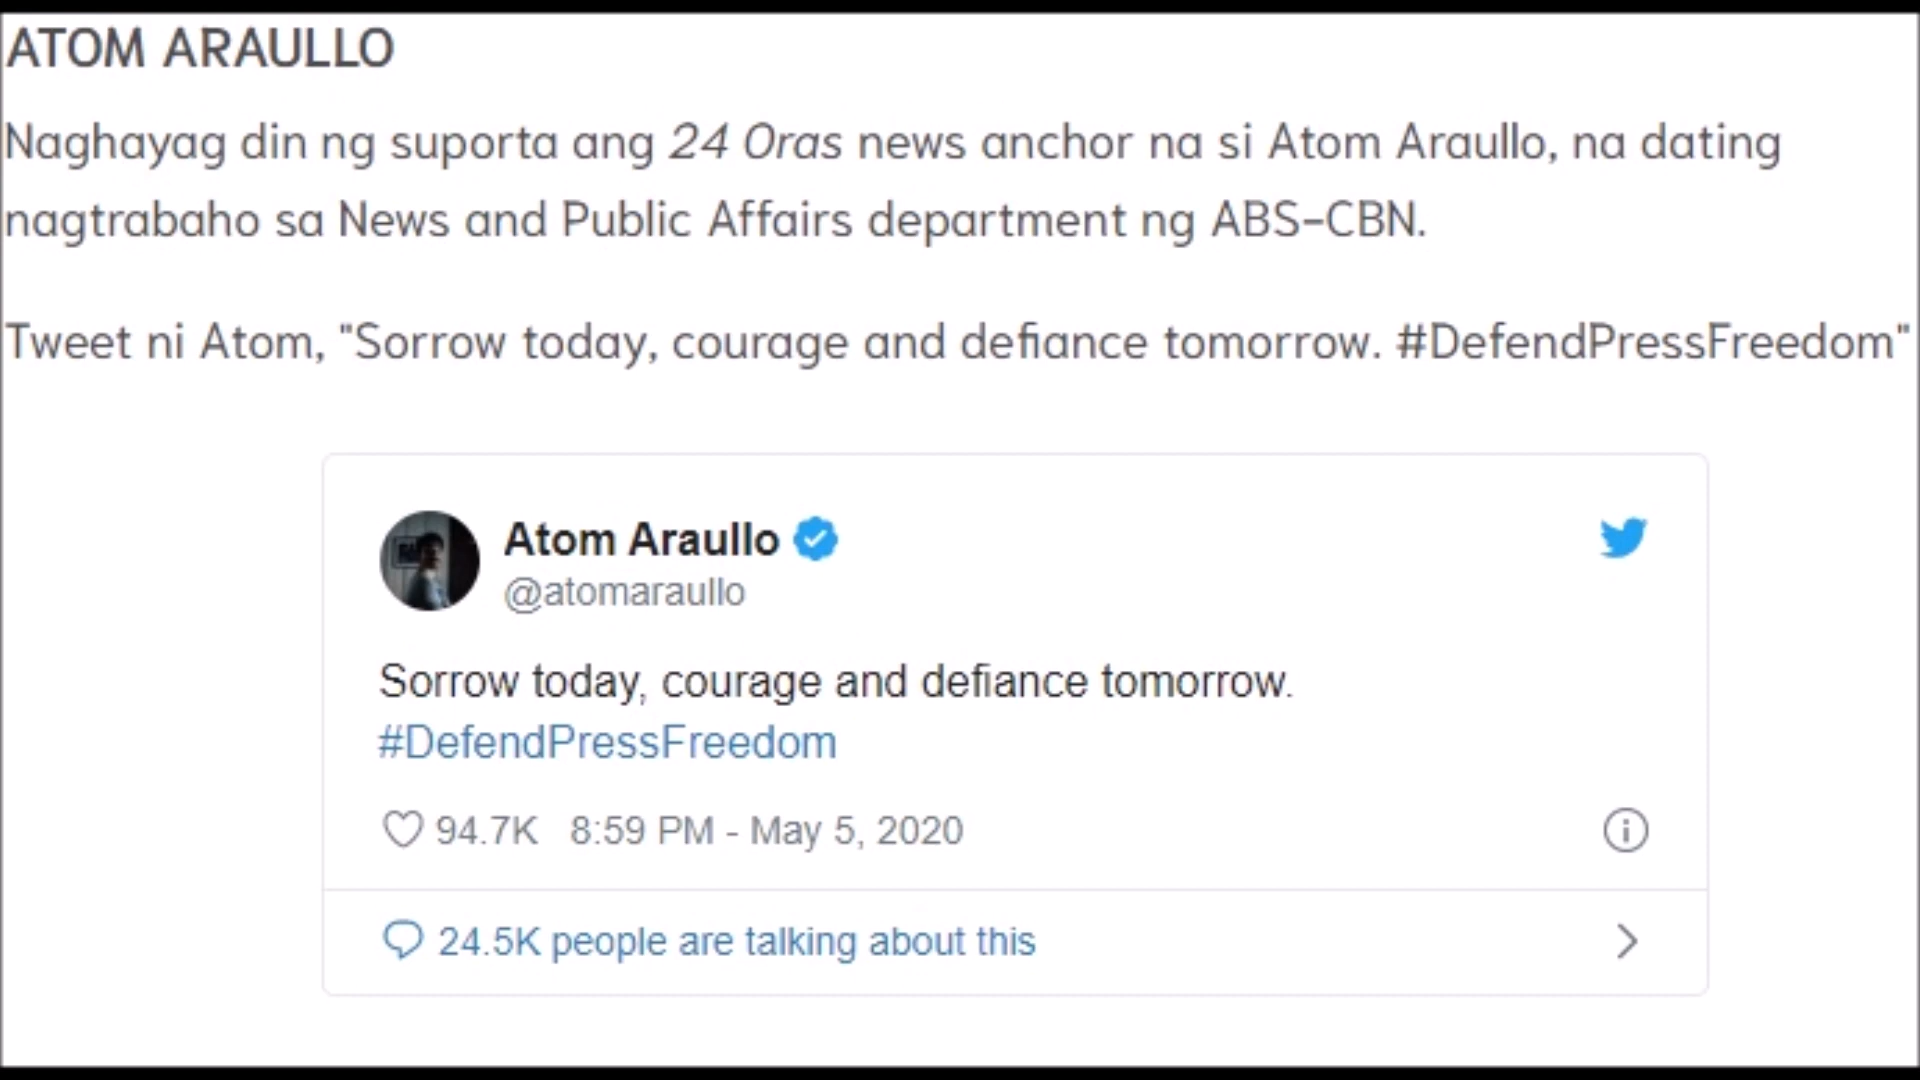 ATOM ARAULLO
Naghayag din ng suporta ang 24 Oras news anchor na si Atom Araullo, na dating
nagtrabaho sa News and Public Affairs department ng ABS-CBN.
Tweet ni Atom, "Sorrow today, courage and defiance tomorrow. #DefendPressFreedom"
Atom Araullo
@atomaraullo
Sorrow today, courage and defiance tomorrow.
#DefendPressFreedom
94.7K 8:59 PM - May 5, 2020
24.5K people are talking about this